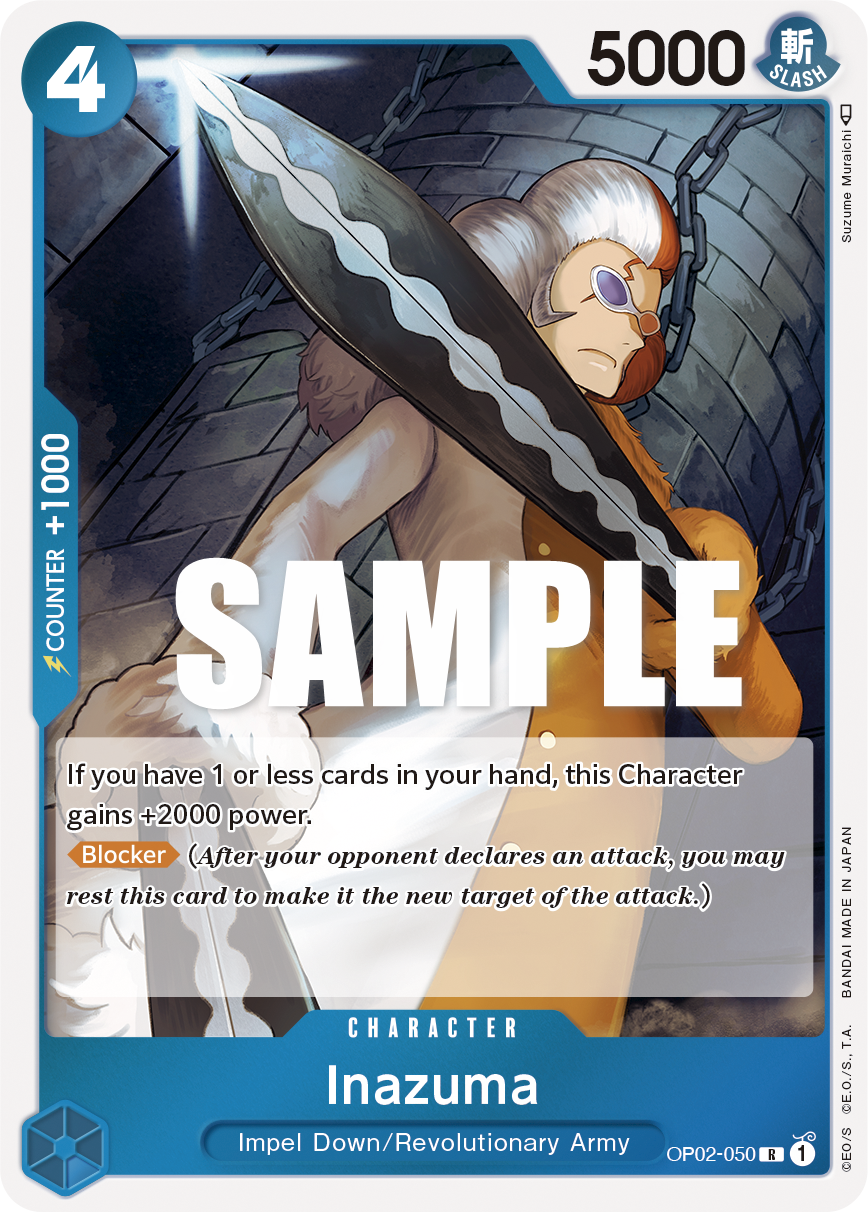 4
5000
斬
SLASH
Suzume Muraichi
COUNTER +1000
SAMPLE
If you have 1 or less cards in your hand, this Character
gains +2000 power.
Blocker (After your opponent declares an attack, you may
rest this card to make it the new target of the attack.)
CHARACTER
Inazuma
Impel Down/Revolutionary Army
OP02-050 R 1
©EO/S ©E.O./S., T.A. BANDAI MADE IN JAPAN